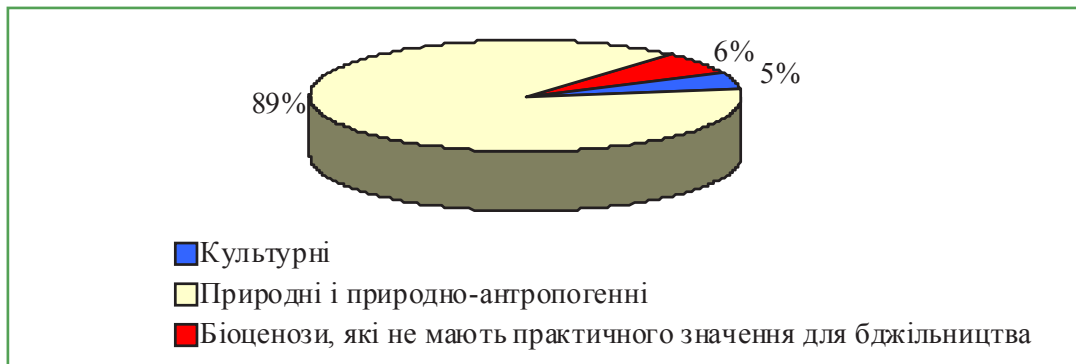 6%
5%
89%
Культурні
Природні і природно-антропогенні
Біоценози, які не мають практичного значення для бджільництва